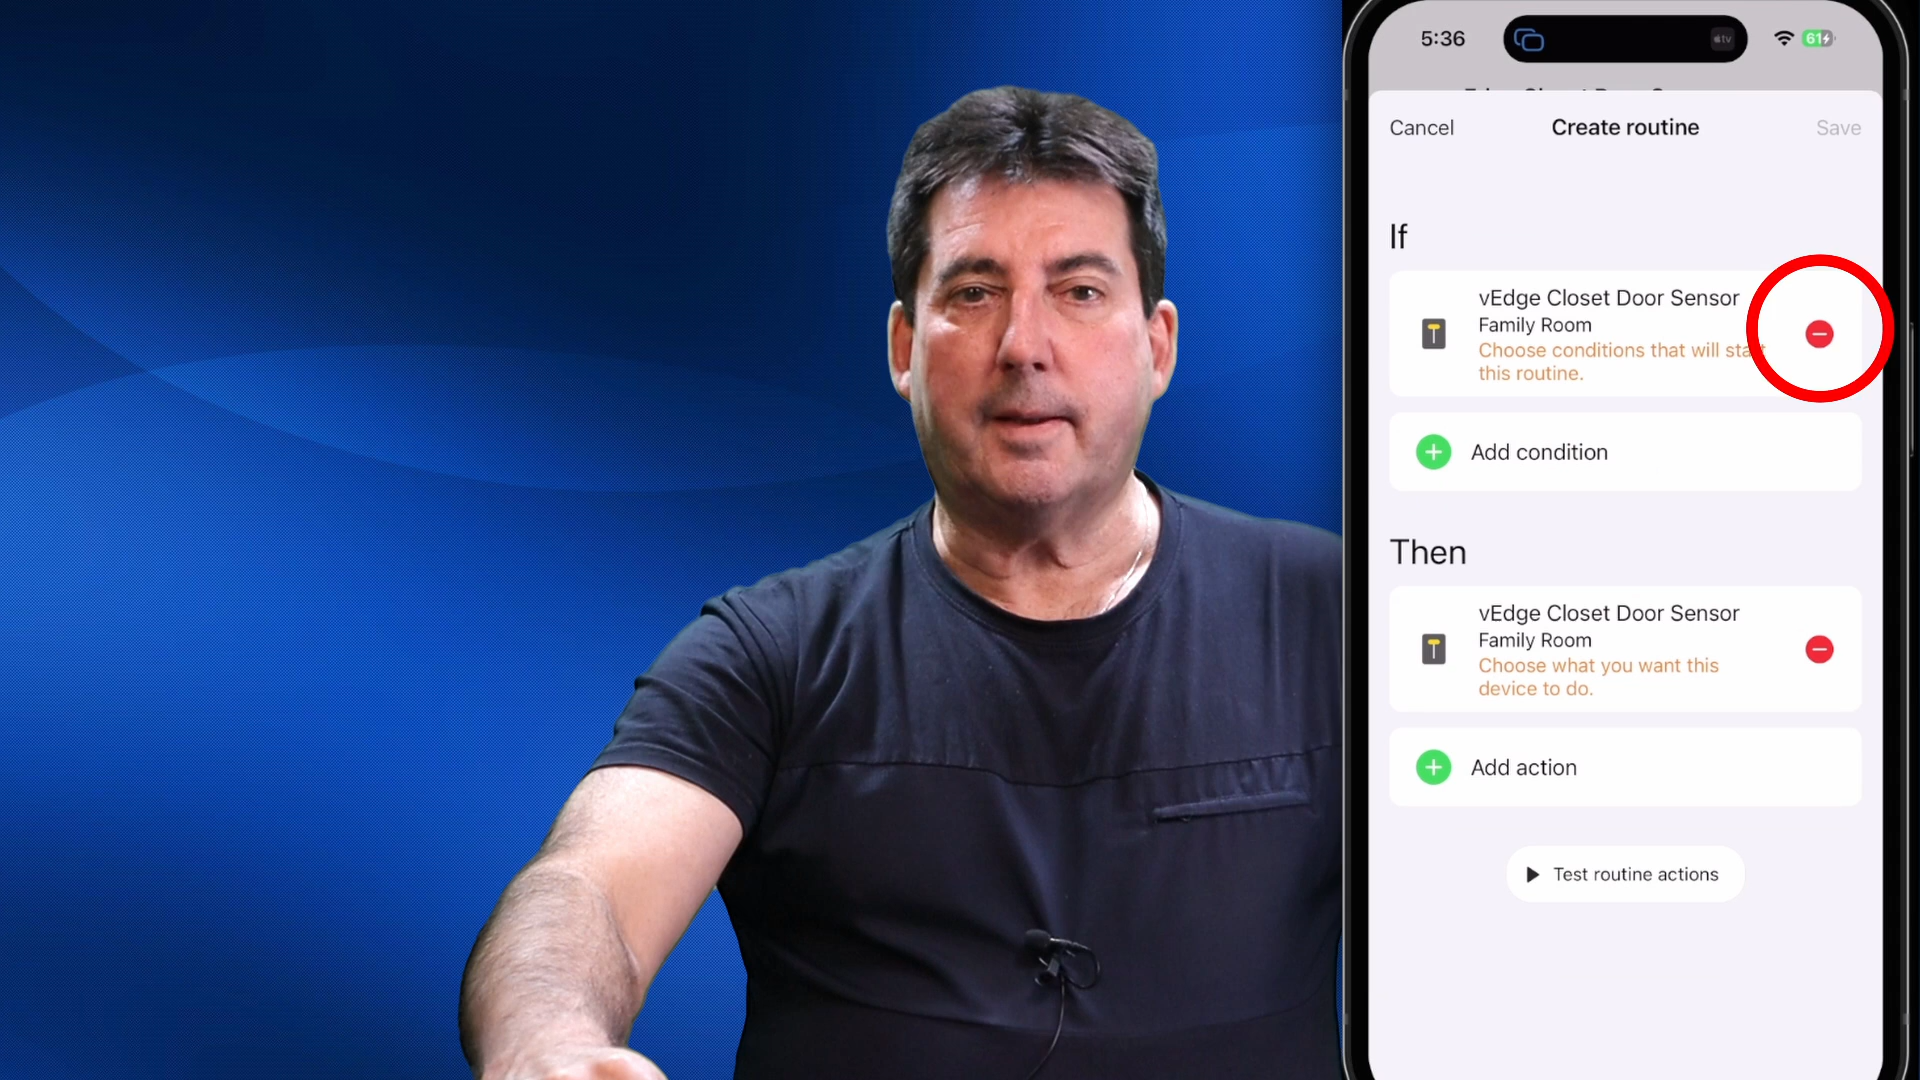 5:36
tv
61
Cancel
Create routine
Save
If
vEdge Closet Door Sensor
Family Room
Choose conditions that will sta
this routine.
Add condition
Then
vEdge Closet Door Sensor
Family Room
Choose what you want this
device to do.
Add action
Test routine actions